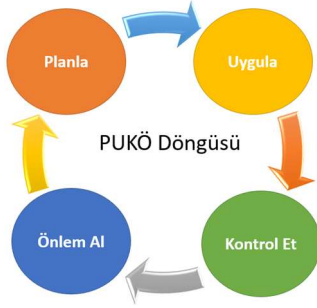 Planla
Uygula
PUKÖ Döngüsü
Önlem Al
Kontrol Et